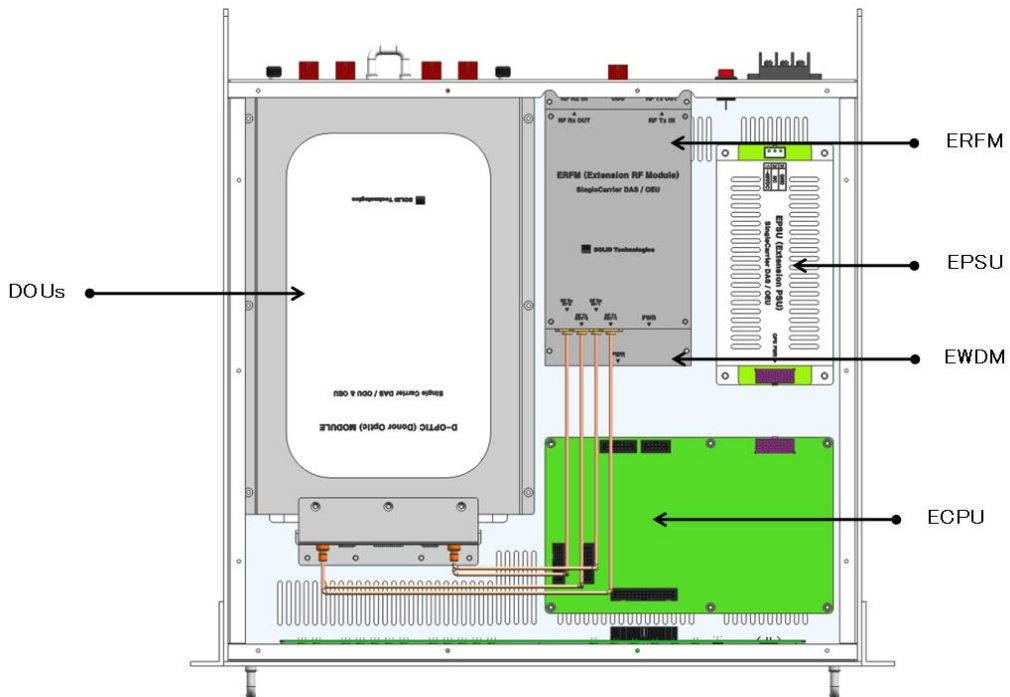 RF Rx OUT
RF Tx IN
ERFM
ERFM (Extension RF Module)
SingleCarrier DAS / OEU
SOLID Technologies
SOLID Technologies
EPSU (Extension PSU)
SingleCarrier DAS / OEU
EPSU
DOUs
PWR
EWDM
Single Carrier DAS / ODU & OEU
D-OPTIC (Donor Optic) MODULE
ECPU